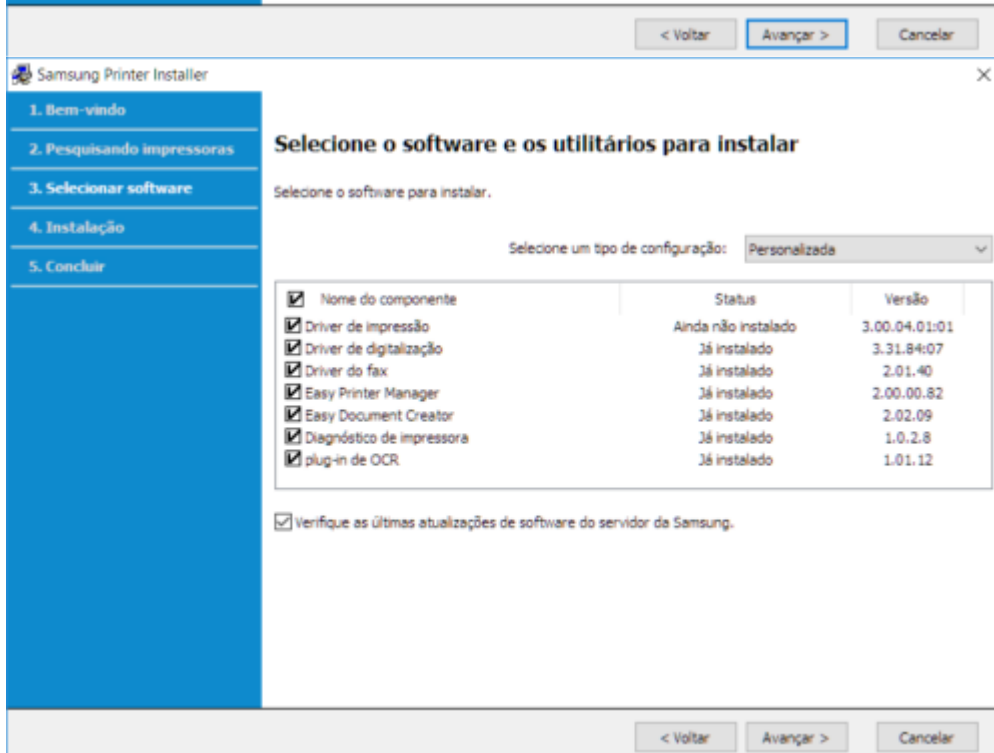 < Voltar Avançar > Cancelar
Samsung Printer Installer
1. Bem-vindo
2. Pesquisando impressoras
3. Selecionar software
4. Instalação
5. Concluir
Selecione o software e os utilitários para instalar
Selecione o software para instalar.
Selecione um tipo de configuração: Personalizada
Nome do componente Status Versão
Driver de impressão Ainda não instalado 3.00.04.01:01
Driver de digitalização Já instalado 3.31.84:07
Driver do fax Já instalado 2.01.40
Easy Printer Manager Já instalado 2.00.00.82
Easy Document Creator Já instalado 2.02.09
Diagnóstico de impressora Já instalado 1.0.2.8
plug-in de OCR Já instalado 1.01.12
Verifique as últimas atualizações de software do servidor da Samsung.
< Voltar Avançar > Cancelar